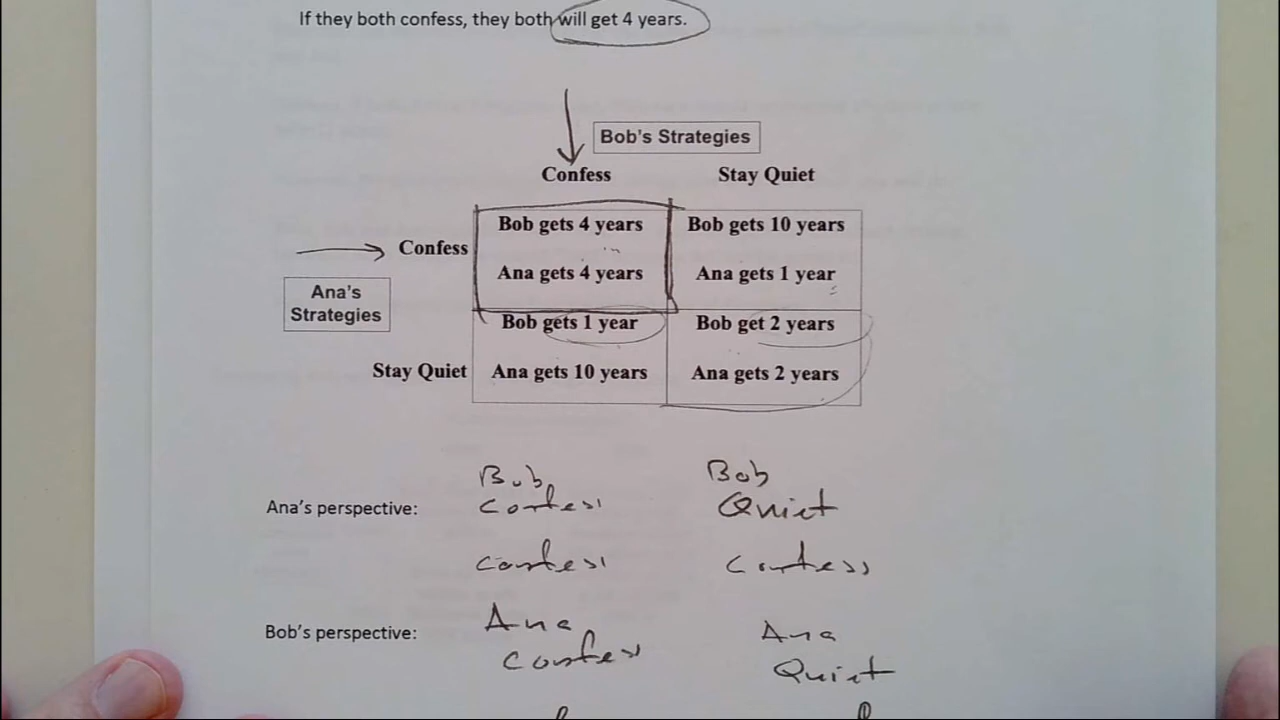 If they both confess, they both will get 4 years.
Bob's Strategies
Confess Stay Quiet
Bob gets 4 years Bob gets 10 years
Confess
Ana gets 4 years Ana gets 1 year
Ana's
Strategies
Bob gets 1 year Bob get 2 years
Stay Quiet Ana gets 10 years Ana gets 2 years
Bob Bob
Ana's perspective: Confess Quiet
Confess Confess
Ana Ana
Bob's perspective: Confess Quiet